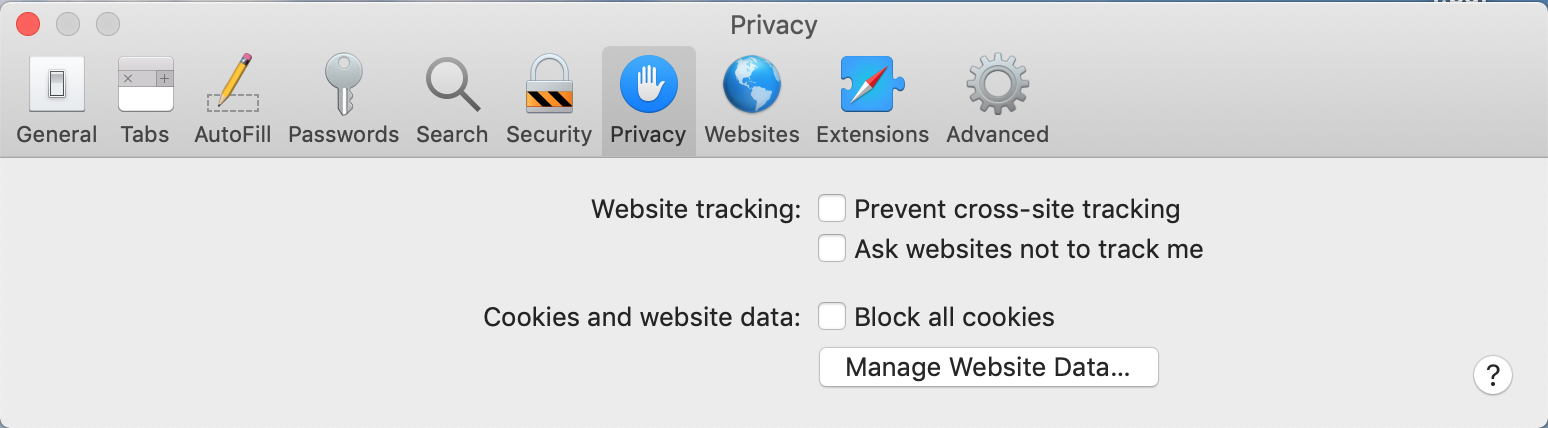 Privacy
General Tabs AutoFill Passwords Search Security Privacy Websites Extensions Advanced
Website tracking: Prevent cross-site tracking
Ask websites not to track me
Cookies and website data: Block all cookies
Manage Website Data...
?